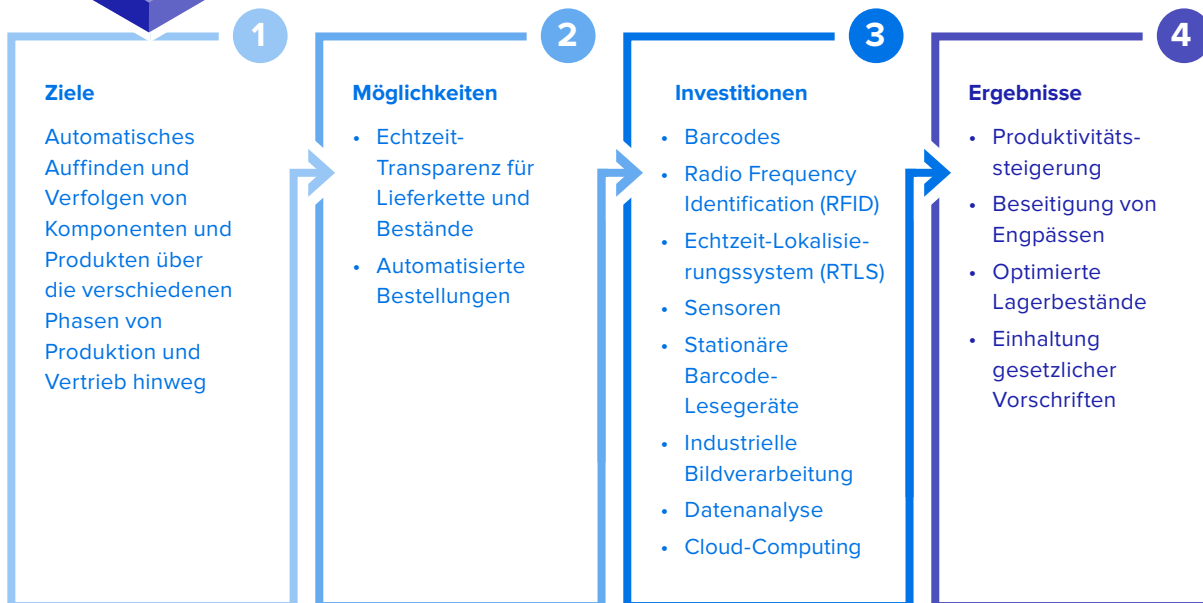 1
Ziele
Automatisches
Auffinden und
Verfolgen von
Komponenten und
Produkten über
die verschiedenen
Phasen von
Produktion und
Vertrieb hinweg
2
Möglichkeiten
• Echtzeit-
Transparenz für
Lieferkette und
Bestände
• Automatisierte
Bestellungen
3
Investitionen
• Barcodes
• Radio Frequency
Identification (RFID)
• Echtzeit-Lokalisie-
rungssystem (RTLS)
• Sensoren
• Stationäre
Barcode-
Lesegeräte
• Industrielle
Bildverarbeitung
• Datenanalyse
• Cloud-Computing
4
Ergebnisse
• Produktivitäts-
steigerung
• Beseitigung von
Engpässen
• Optimierte
Lagerbestände
• Einhaltung
gesetzlicher
Vorschriften